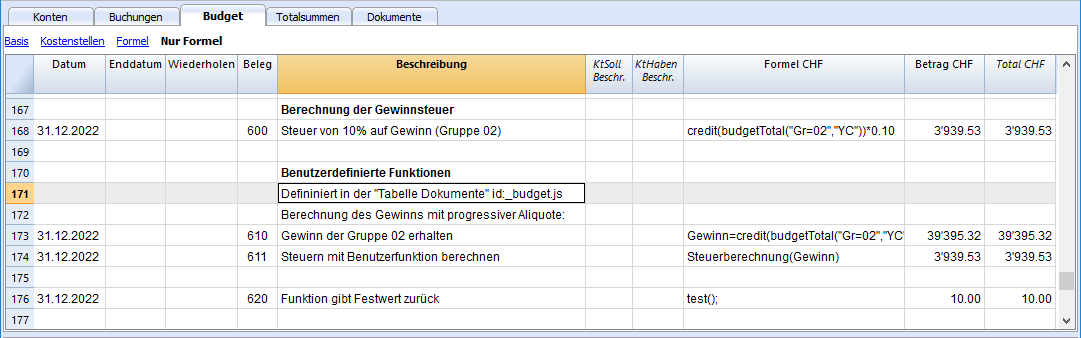 Konten Buchungen Budget Totalsummen Dokumente
Basis Kostenstellen Formel Nur Formel
Datum Enddatum Wiederholen Beleg Beschreibung KtSoll Beschr. KtHaben Beschr. Formel CHF Betrag CHF Total CHF
167 Berechnung der Gewinnsteuer
168 31.12.2022 600 Steuer von 10% auf Gewinn (Gruppe 02) credit(budgetTotal("Gr=02","YC"))*0.10 3'939.53 3'939.53
169
170 Benutzerdefinierte Funktionen
171 Defininiert in der "Tabelle Dokumente" id:_budget.js
172 Berechnung des Gewinns mit progressiver Aliquote:
173 31.12.2022 610 Gewinn der Gruppe 02 erhalten Gewinn=credit(budgetTotal("Gr=02","YC" 39'395.32 39'395.32
174 31.12.2022 611 Steuern mit Benutzerfunktion berechnen Steuerberechnung(Gewinn) 3'939.53 3'939.53
175
176 31.12.2022 620 Funktion gibt Festwert zurück test(); 10.00 10.00
177